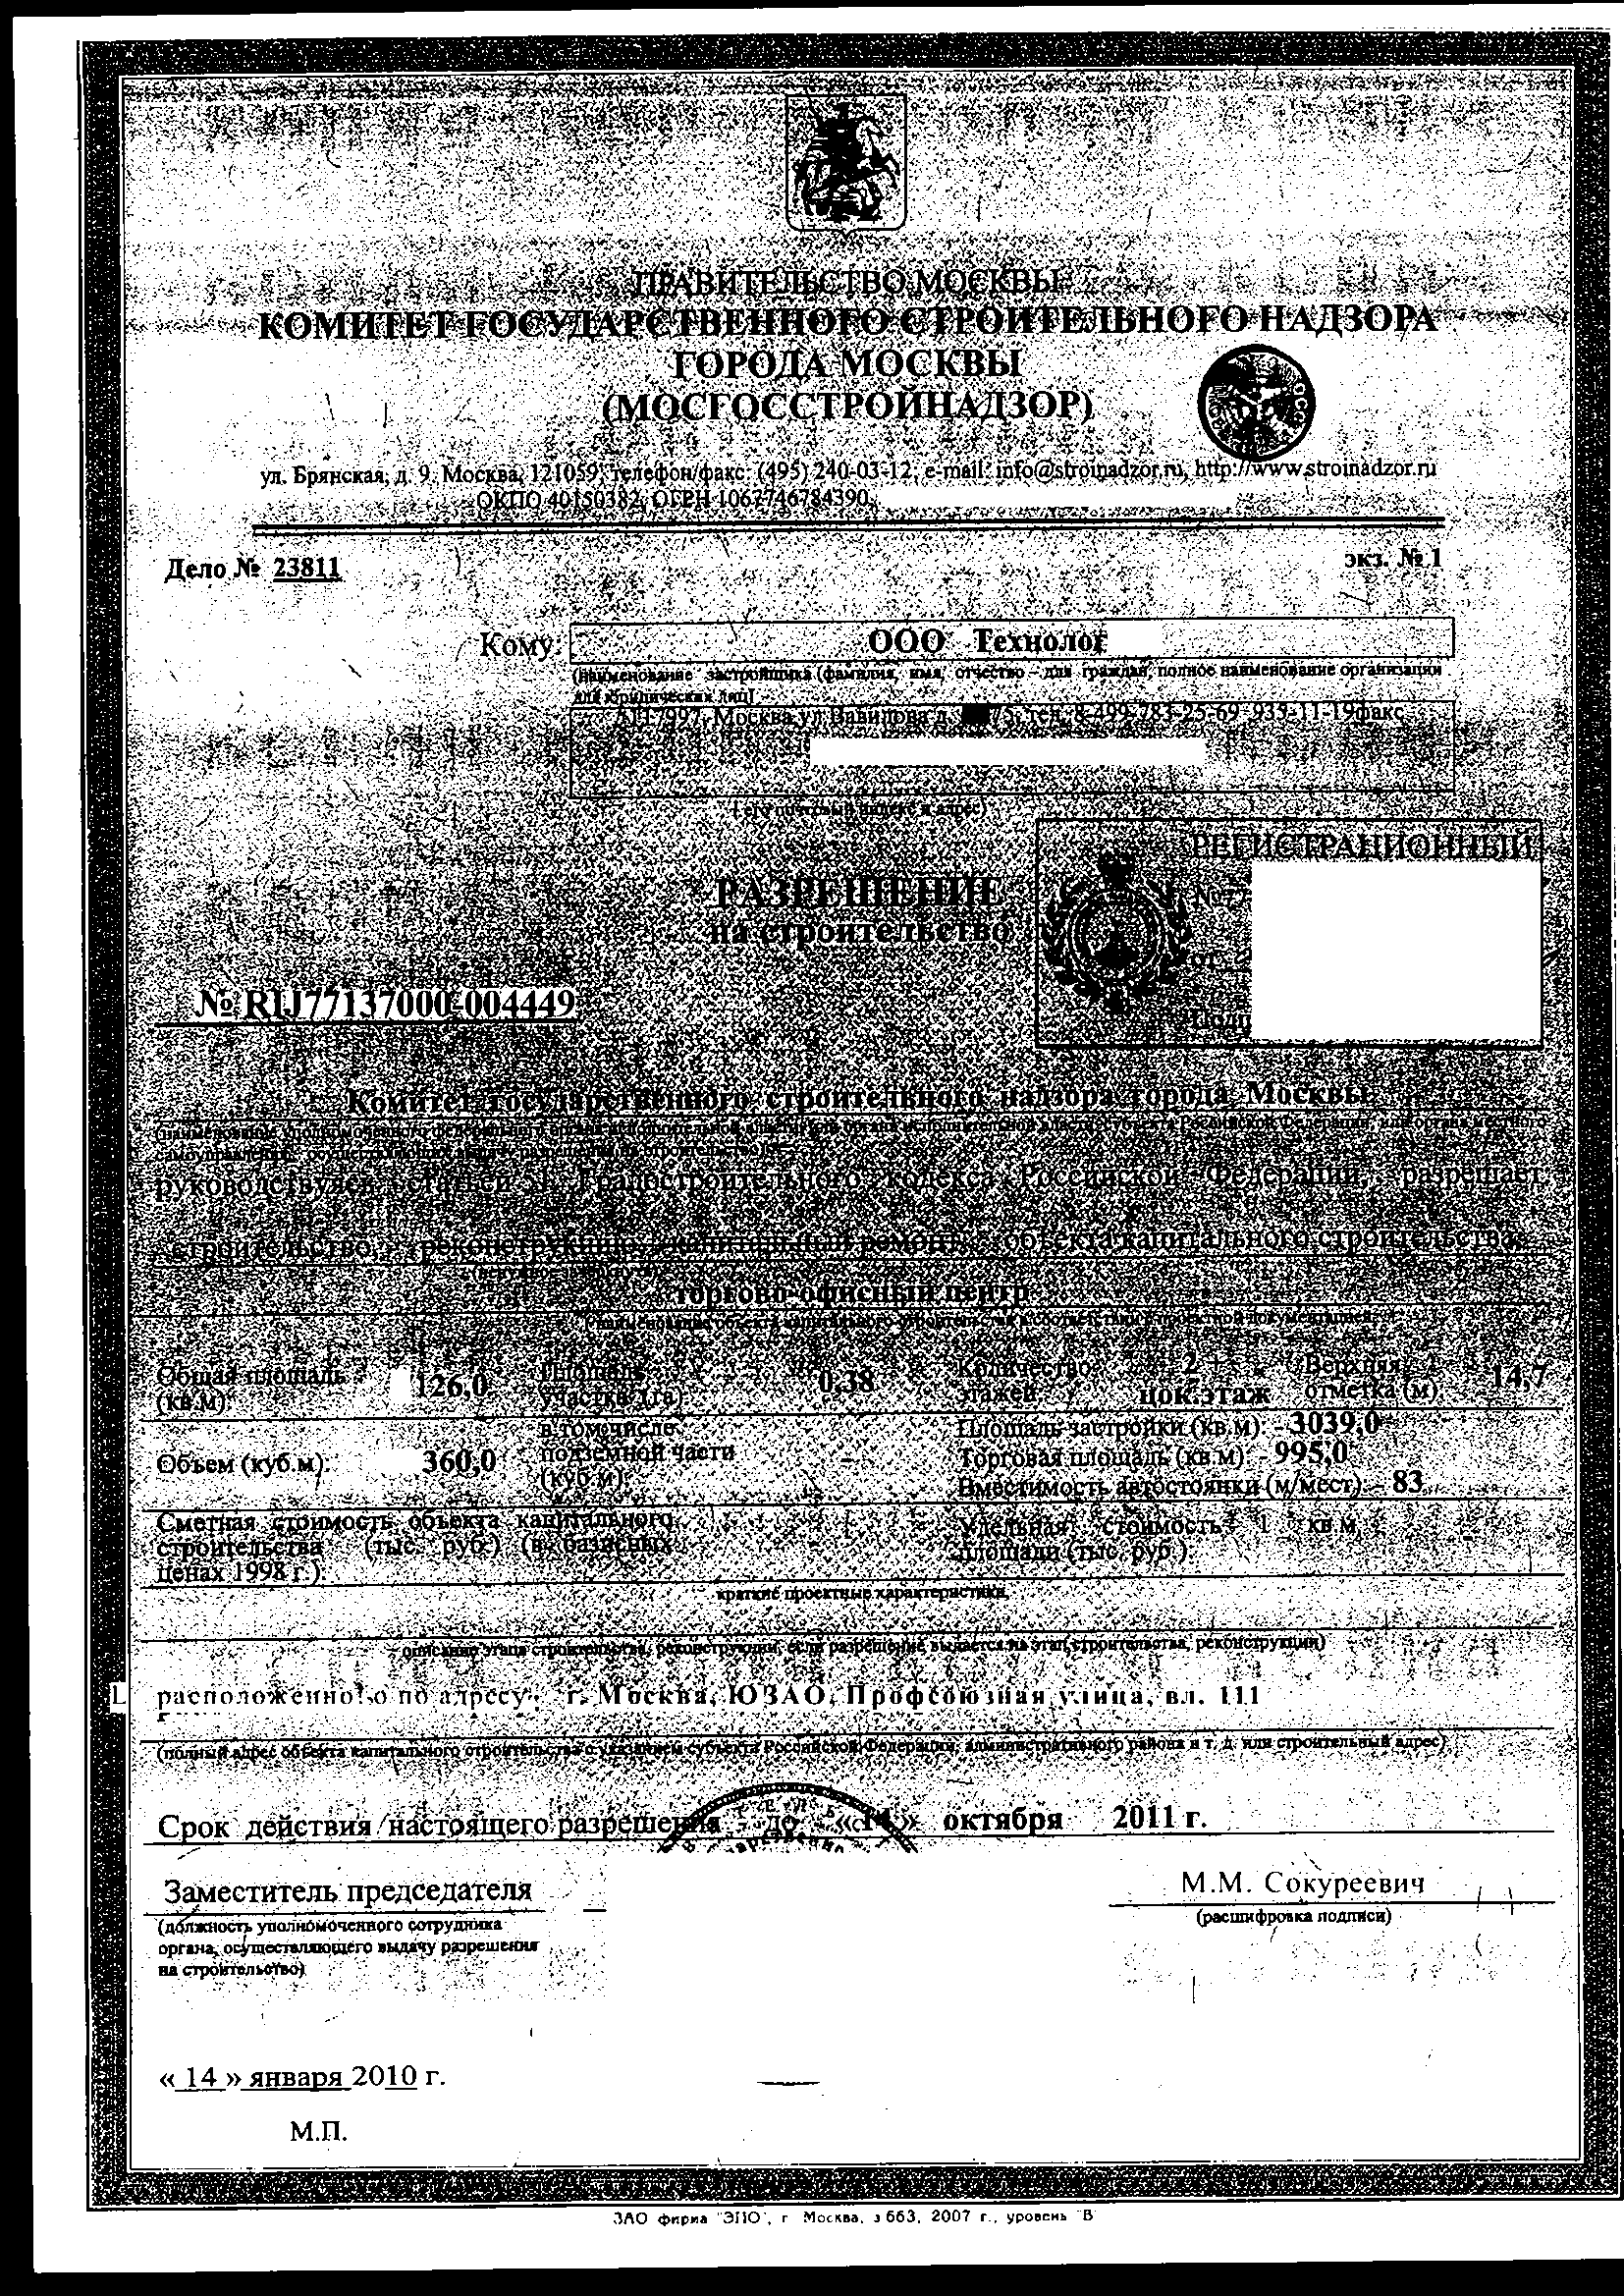 ПРАВИТЕЛЬСТВО МОСКВЫ
КОМИТЕТ ГОСУДАРСТВЕННОГО СТРОИТЕЛЬНОГО НАДЗОРА
ГОРОДА МОСКВЫ
(МОСГОССТРОЙНАДЗОР)
ул. Брянская, д. 9, Москва, 121059, телефон/факс: (495) 240-03-12, e-mail: info@stroinadzor.ru, http://www.stroinadzor.ru
ОКПО 40150382, ОГРН 1067746784390,
Дело № 23811
экз. № 1
Кому:
ООО Технолог
(наименование застройщика (фамилия, имя, отчество – для граждан, полное наименование организации
для юридических лиц)
117997, Москва ул Вавилова д. 75, тел. 8-499-783-25-69 935-11-19факс
(его почтовый индекс и адрес)
РЕГИСТРАЦИОННЫЙ
№
от
РАЗРЕШЕНИЕ
на строительство
№ RU77137000-004449
Комитет государственного строительного надзора города Москвы
(наименование уполномоченного федерального органа исполнительной власти, или органа исполнительной власти субъекта Российской Федерации, или органа местного
самоуправления, осуществляющих выдачу разрешения на строительство)
руководствуясь статьей 51 Градостроительного кодекса Российской Федерации, разрешает
строительство, реконструкцию, капитальный ремонт объекта капитального строительства
(ненужное зачеркнуть)
торгово-офисный центр
(наименование объекта капитального строительства в соответствии с проектной документацией)
Общая площадь (кв.м): 126,0 Площадь участка (га): 0,38 Количество этажей 2 + цок.этаж Верхняя отметка (м) 14,7
Объем (куб.м): 360,0 в том числе подземной части (куб.м): -
Площадь застройки (кв.м): - 3039,0
Торговая площадь (кв.м) - 995,0
Вместимость автостоянки (м/мест) - 83
Сметная стоимость объекта капитального
строительства (тыс. руб.) (в базисных
ценах 1998 г.):
Удельная стоимость 1 кв.м
площади (тыс. руб.):
краткие проектные характеристики
описание этапа строительства, реконструкции, если разрешение выдается на этап строительства, реконструкции)
расположенного по адресу: г. Москва, ЮЗАО, Профсоюзная улица, вл. 111
(полный адрес объекта капитального строительства с указанием субъекта Российской Федерации, административного района и т. д. или строительный адрес)
Срок действия настоящего разрешения - до - «14» октября 2011 г.
Заместитель председателя
М.М. Сокуреевич
(должность уполномоченного сотрудника
органа, осуществляющего выдачу разрешения
на строительство)
(расшифровка подписи)
« 14 » января 2010 г.
М.П.
ЗАО фирма "ЭПО", г Москва, з 663, 2007 г., уровень "В"